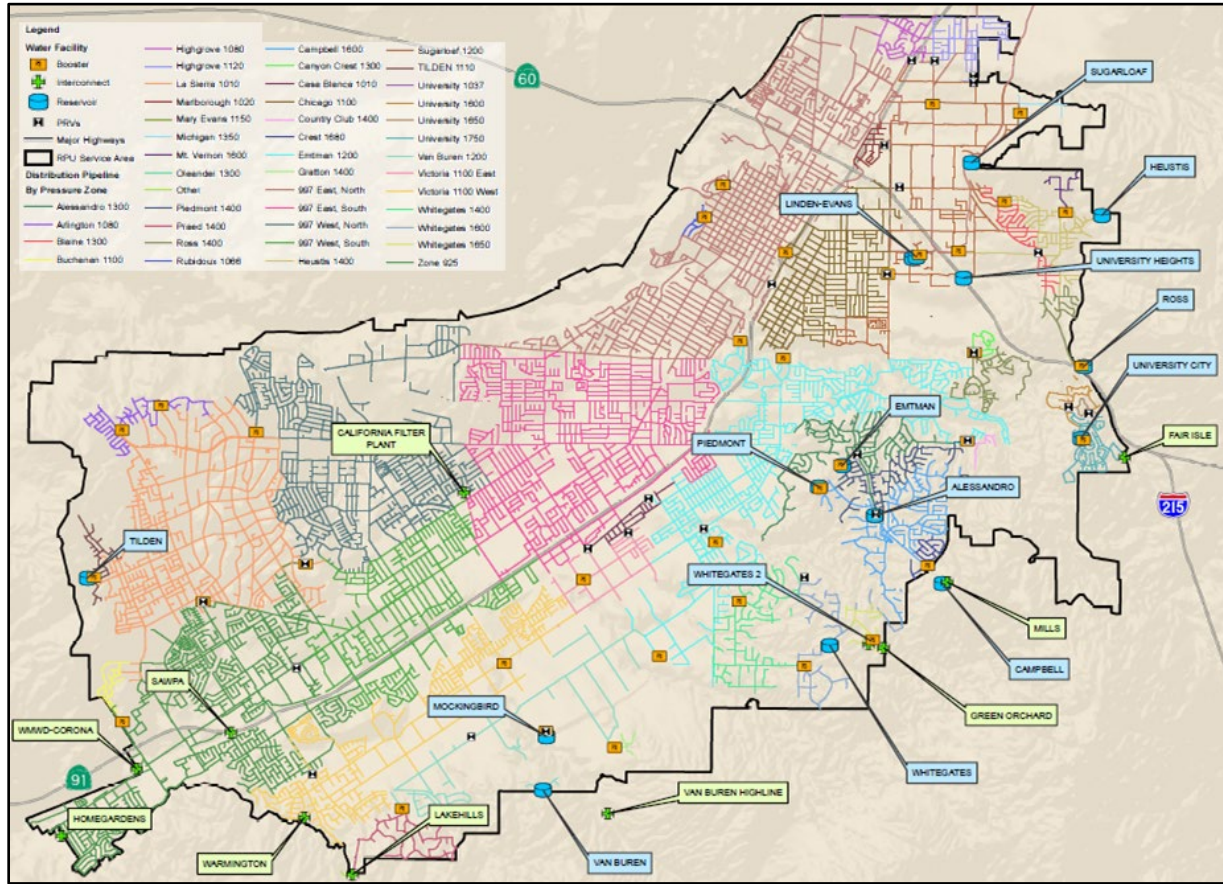 Legend
Water Facility
Booster
Interconnect
Reservoir
PRVs
Major Highways
RPU Service Area
Distribution Pipeline
By Pressure Zone
Alessandro 1300
Arlington 1080
Blaine 1300
Buchanan 1100
Highgrove 1080
Highgrove 1120
La Sierra 1010
Marlborough 1020
Mary Evans 1150
Michigan 1350
Mt. Vernon 1600
Oleander 1300
Other
Piedmont 1400
Praed 1400
Ross 1400
Rubidoux 1066
Campbell 1600
Canyon Crest 1300
Casa Blanca 1010
Chicago 1100
Country Club 1400
Crest 1680
Emtman 1200
Gratton 1400
997 East, North
997 East, South
997 West, North
997 West, South
Heustis 1400
Sugarloaf 1200
TILDEN 1110
University 1037
University 1600
University 1650
University 1750
Van Buren 1200
Victoria 1100 East
Victoria 1100 West
Whitegates 1400
Whitegates 1600
Whitegates 1650
Zone 925
60
SUGARLOAF
HEUSTIS
LINDEN-EVANS
UNIVERSITY HEIGHTS
ROSS
UNIVERSITY CITY
EMTMAN
FAIR ISLE
CALIFORNIA FILTER
PLANT
PIEDMONT
ALESSANDRO
215
TILDEN
WHITEGATES 2
MILLS
CAMPBELL
SAWPA
MOCKINGBIRD
GREEN ORCHARD
WMWD-CORONA
WHITEGATES
91
VAN BUREN HIGHLINE
HOMEGARDENS
LAKEHILLS
WARMINGTON
VAN BUREN